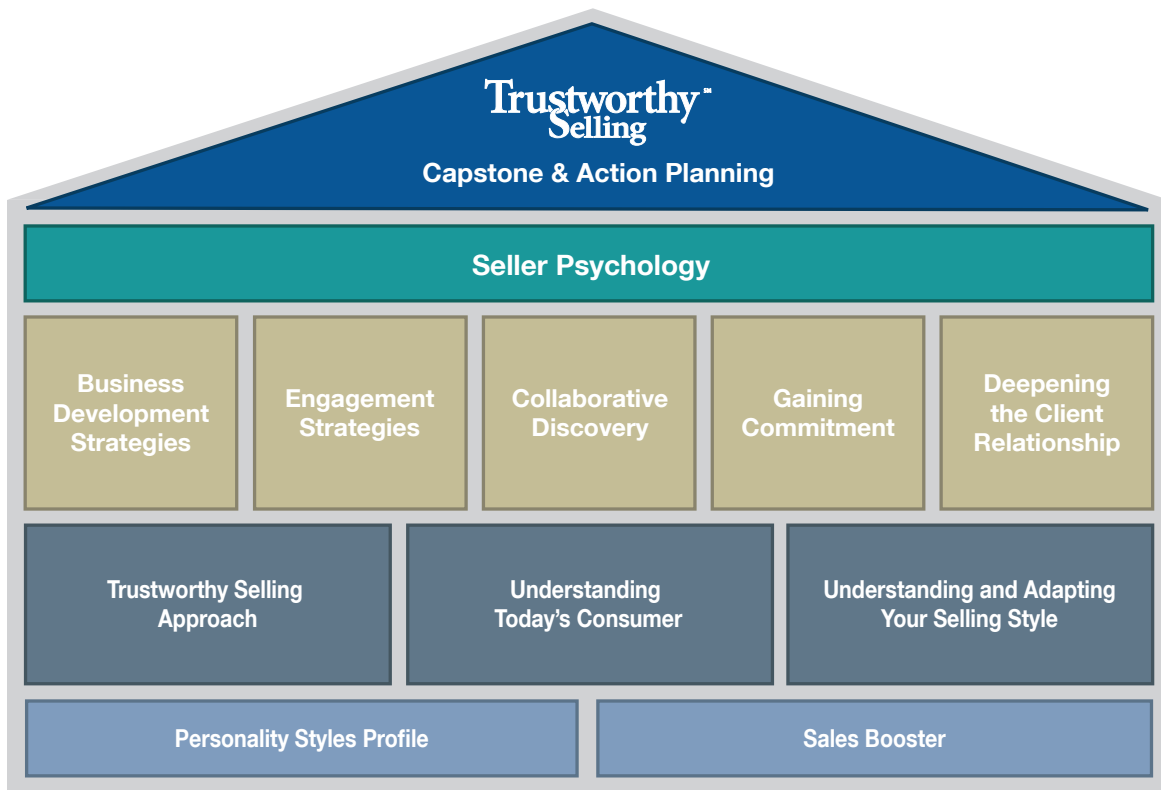 Trustworthy℠
Selling
Capstone & Action Planning
Seller Psychology
Business
Development
Strategies
Engagement
Strategies
Collaborative
Discovery
Gaining
Commitment
Deepening
the Client
Relationship
Trustworthy Selling
Approach
Understanding
Today’s Consumer
Understanding and Adapting
Your Selling Style
Personality Styles Profile
Sales Booster